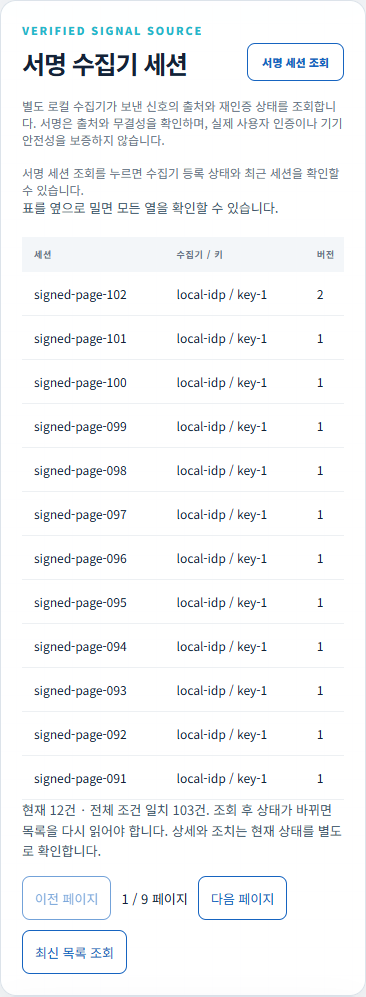 VERIFIED SIGNAL SOURCE
서명 수집기 세션
서명 세션 조회
별도 로컬 수집기가 보낸 신호의 출처와 재인증 상태를 조회합니
다. 서명은 출처와 무결성을 확인하며, 실제 사용자 인증이나 기기
안전성을 보증하지 않습니다.
서명 세션 조회를 누르면 수집기 등록 상태와 최근 세션을 확인할
수 있습니다.
표를 옆으로 밀면 모든 열을 확인할 수 있습니다.
세션 수집기 / 키 버전
signed-page-102 local-idp / key-1 2
signed-page-101 local-idp / key-1 1
signed-page-100 local-idp / key-1 1
signed-page-099 local-idp / key-1 1
signed-page-098 local-idp / key-1 1
signed-page-097 local-idp / key-1 1
signed-page-096 local-idp / key-1 1
signed-page-095 local-idp / key-1 1
signed-page-094 local-idp / key-1 1
signed-page-093 local-idp / key-1 1
signed-page-092 local-idp / key-1 1
signed-page-091 local-idp / key-1 1
현재 12건 · 전체 조건 일치 103건. 조회 후 상태가 바뀌면
목록을 다시 읽어야 합니다. 상세와 조치는 현재 상태를 별도
로 확인합니다.
이전 페이지 1 / 9 페이지 다음 페이지
최신 목록 조회